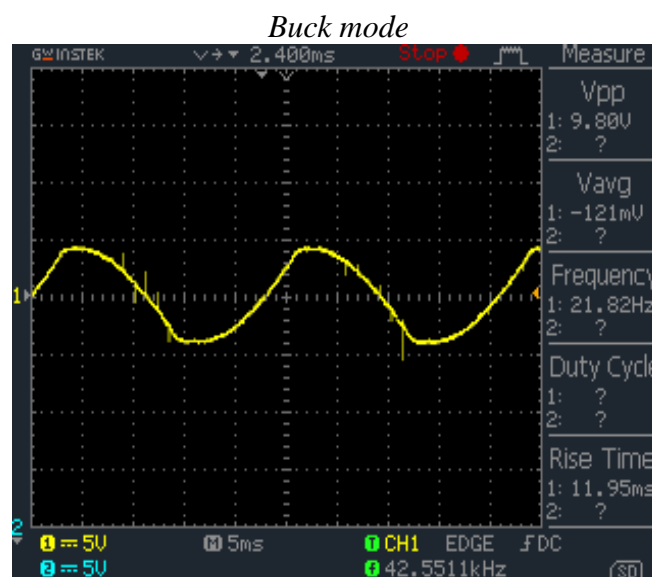 Buck mode
GWINSTEK 2.400ms Stop Measure
Vpp
1: 9.80V
2: ?
Vavg
1: -121mV
2: ?
Frequency
1: 21.82Hz
2: ?
Duty Cycle
1: ?
2: ?
Rise Time
1: 11.95ms
2: ?
1
2
1 5V M 5ms T CH1 EDGE DC
2 5V f 42.5511kHz SD